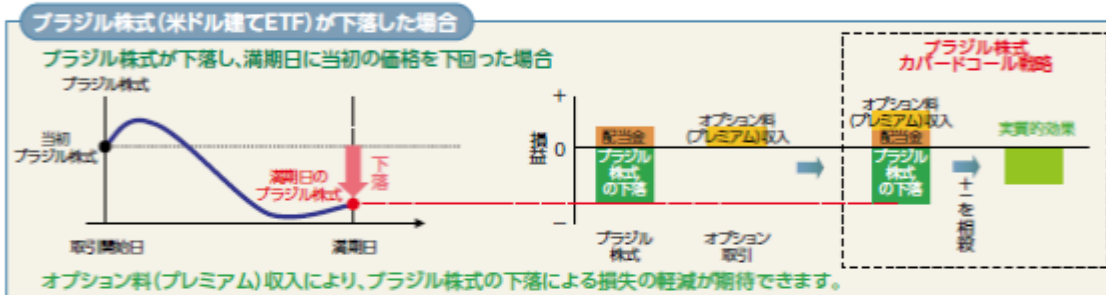 ブラジル株式(米ドル建てETF)が下落した場合
ブラジル株式が下落し、満期日に当初の価格を下回った場合
ブラジル株式
当初
ブラジル株式
満期日の
ブラジル株式
下落
取引開始日
満期日
損益
+
0
−
配当金
ブラジル
株式
の下落
オプション料
(プレミアム)収入
ブラジル
株式
オプション
取引
ブラジル株式
カバードコール戦略
オプション料
(プレミアム)収入
配当金
ブラジル
株式
の下落
+−を相殺
実質的効果
オプション料(プレミアム)収入により、ブラジル株式の下落による損失の軽減が期待できます。